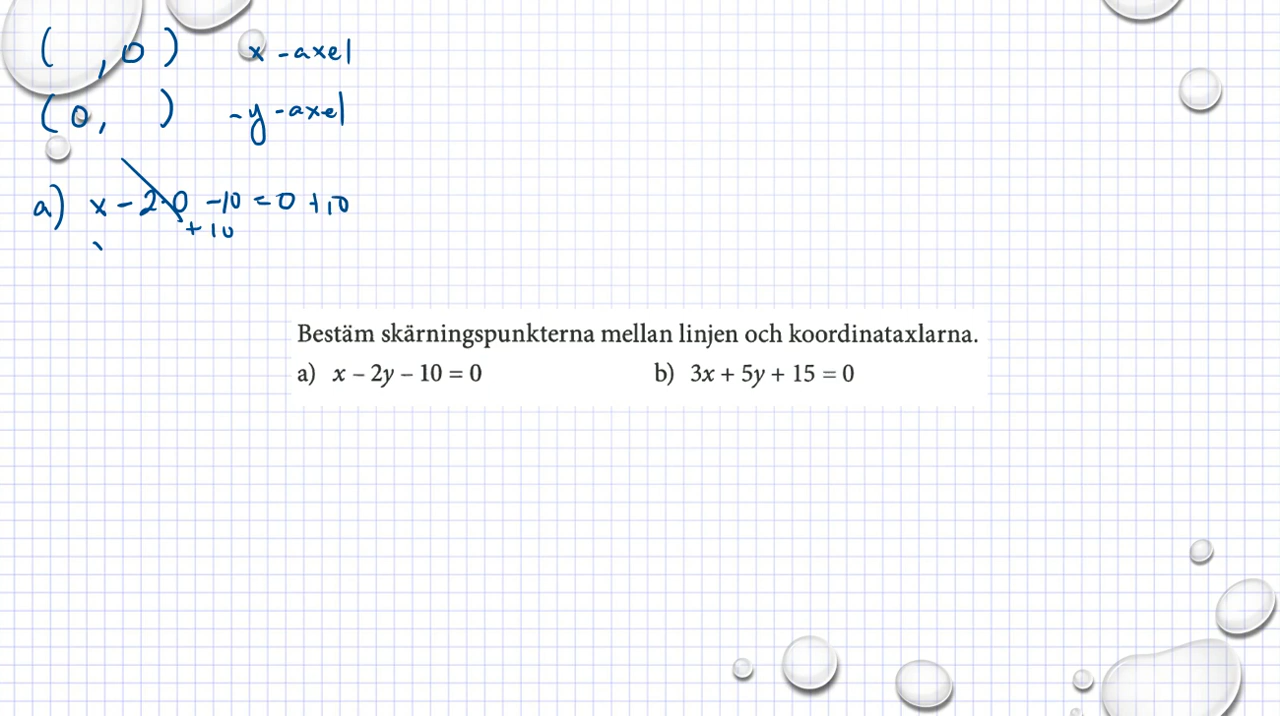 ( , 0 ) x - axel
( 0, ) - y - axel
a) x - 2·0 -10 = 0 +10
+ 10
Bestäm skärningspunkterna mellan linjen och koordinataxlarna.
a) x – 2y – 10 = 0 b) 3x + 5y + 15 = 0